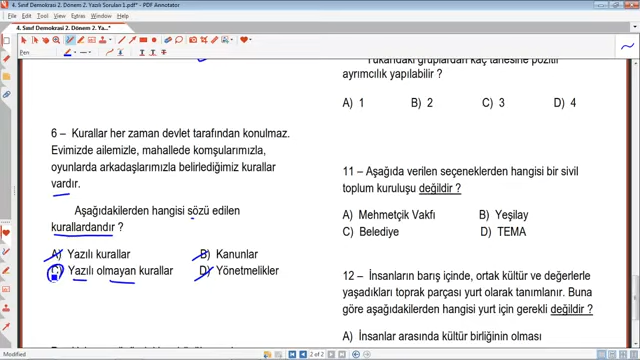 4. Sınıf Demokrasi 2. Dönem 2. Yazılı Soruları 1.pdf* - PDF Annotator
File Edit Insert View Tool Extras Window Help
4. Sınıf Demokrasi 2. Dönem 2. Ya...*
Pen
6 – Kurallar her zaman devlet tarafından konulmaz.
Evimizde ailemizle, mahallede komşularımızla,
oyunlarda arkadaşlarımızla belirlediğimiz kurallar
vardır.
Aşağıdakilerden hangisi sözü edilen
kurallardandır ?
A) Yazılı kurallar B) Kanunlar
C) Yazılı olmayan kurallar D) Yönetmelikler
Yukarıdaki gruplardan kaç tanesine pozitif
ayrımcılık yapılabilir ?
A) 1 B) 2 C) 3 D) 4
11 – Aşağıda verilen seçeneklerden hangisi bir sivil
toplum kuruluşu değildir ?
A) Mehmetçik Vakfı B) Yeşilay
C) Belediye D) TEMA
12 – İnsanların barış içinde, ortak kültür ve değerlerle
yaşadıkları toprak parçası yurt olarak tanımlanır. Buna
göre aşağıdakilerden hangisi yurt için gerekli değildir ?
A) İnsanlar arasında kültür birliğinin olması
Modified 2 of 2